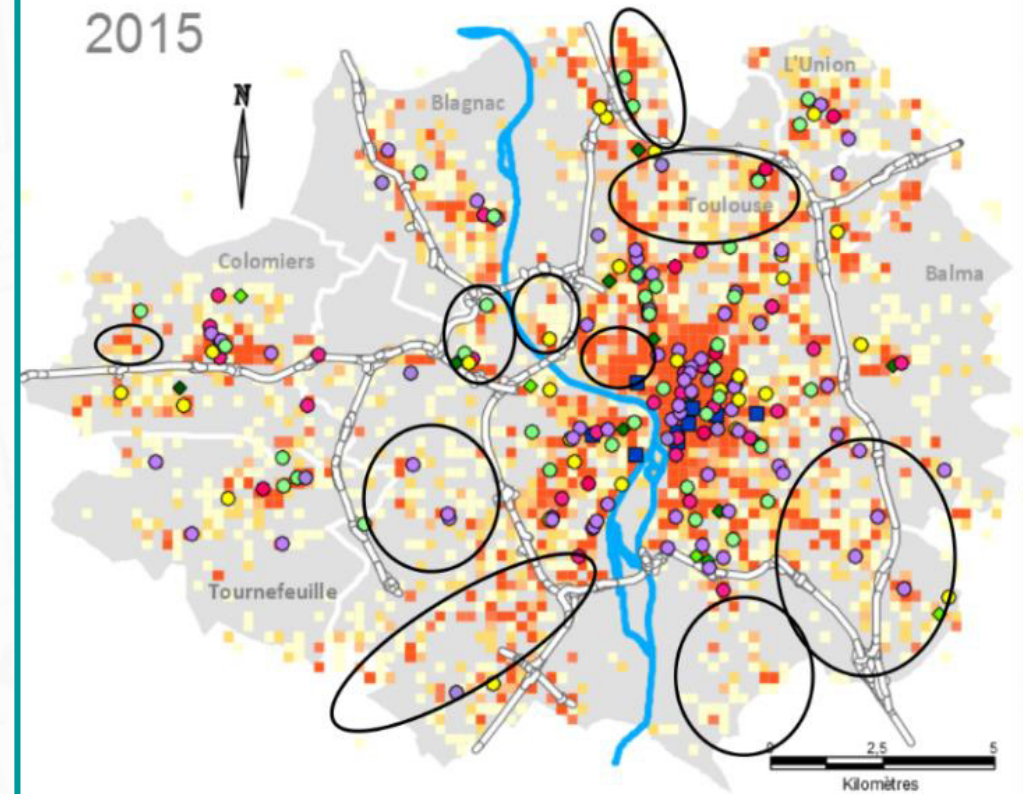 2015
N
L'Union
Blagnac
Toulouse
Colomiers
Balma
Tournefeuille
0 2,5 5
Kilomètres